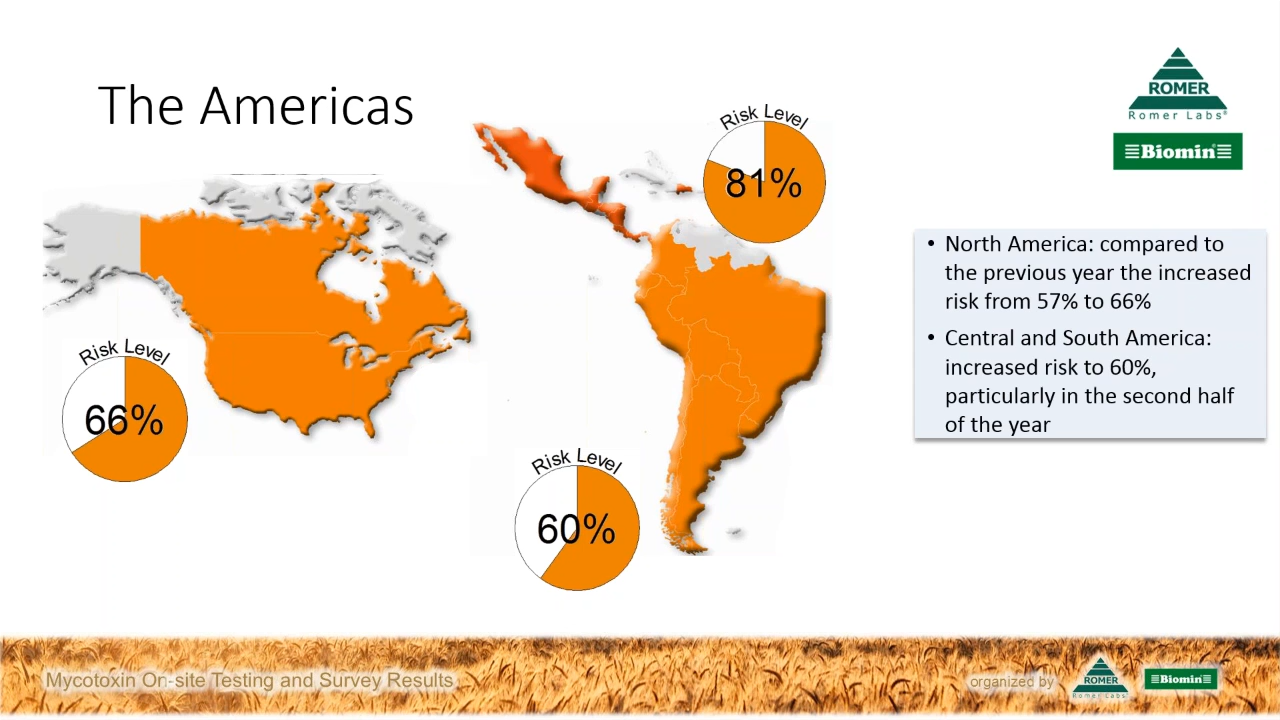 The Americas
Risk Level
81%
Risk Level
66%
Risk Level
60%
ROMER
Romer Labs®
Biomin®
• North America: compared to
the previous year the increased
risk from 57% to 66%
• Central and South America:
increased risk to 60%,
particularly in the second half
of the year
Mycotoxin On-site Testing and Survey Results
organized by
ROMER
Romer Labs®
Biomin